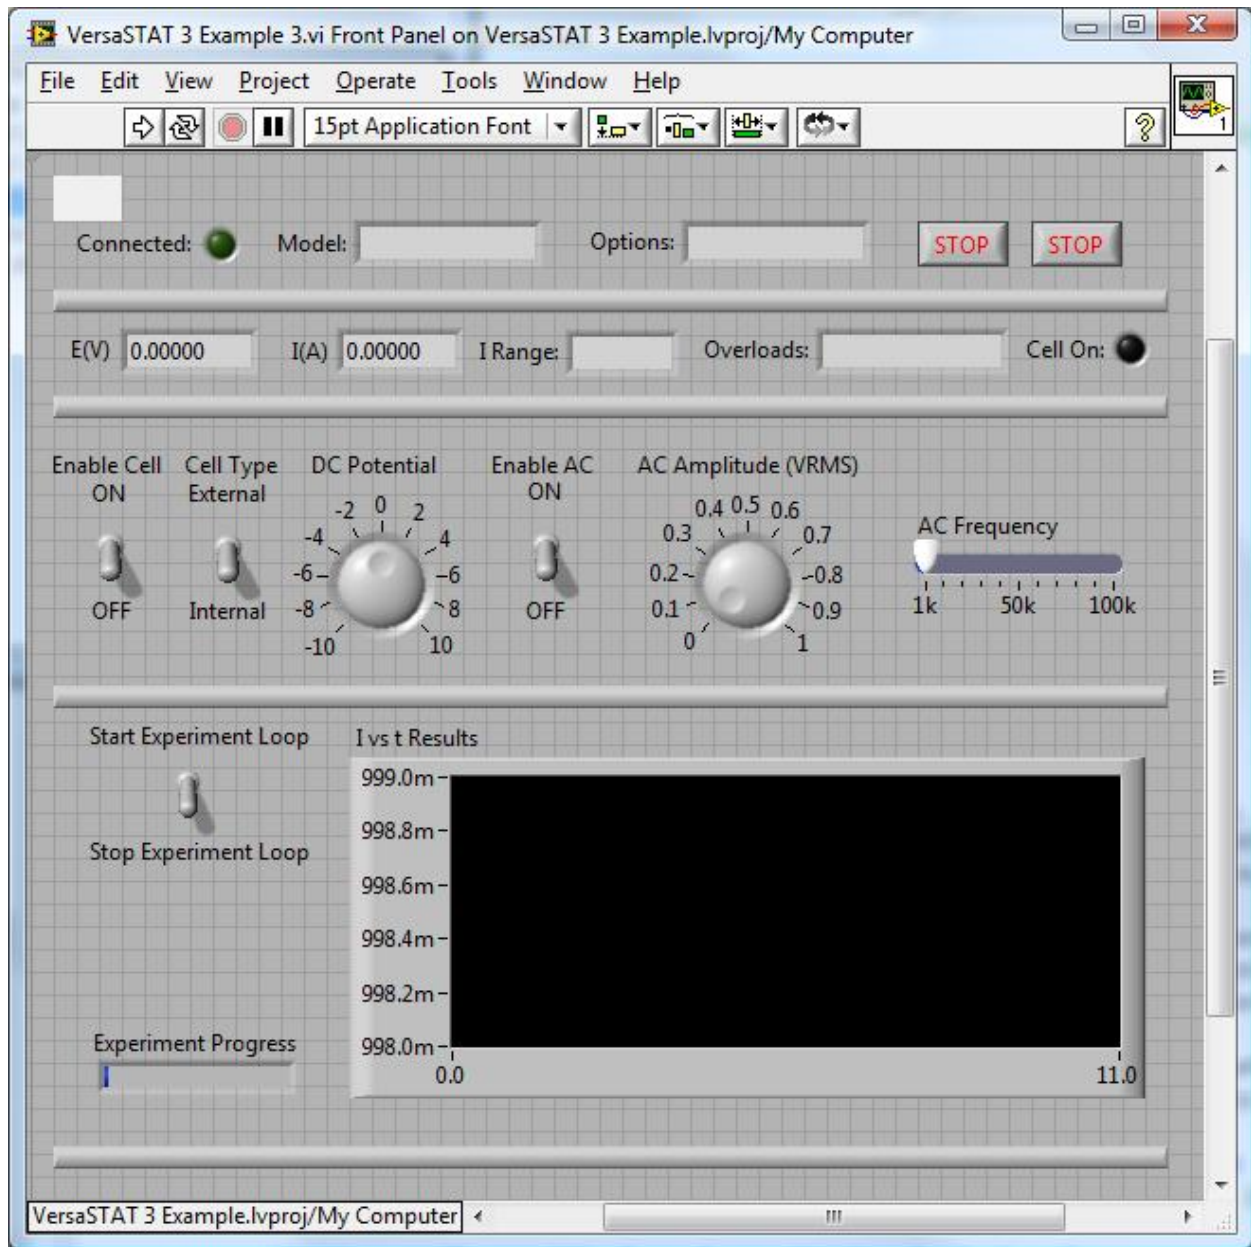 VersaSTAT 3 Example 3.vi Front Panel on VersaSTAT 3 Example.lvproj/My Computer
File Edit View Project Operate Tools Window Help
15pt Application Font
1
Connected: Model: Options: STOP STOP
E(V) 0.00000 I(A) 0.00000 I Range: Overloads: Cell On:
Enable Cell Cell Type DC Potential Enable AC AC Amplitude (VRMS)
ON External ON
-2 0 2 0.4 0.5 0.6
-4 4 0.3 0.7 AC Frequency
-6 6 0.2 0.8
OFF Internal -8 8 OFF 0.1 0.9 1k 50k 100k
-10 10 0 1
Start Experiment Loop I vs t Results
999.0m
998.8m
Stop Experiment Loop
998.6m
998.4m
998.2m
Experiment Progress 998.0m
0.0 11.0
VersaSTAT 3 Example.lvproj/My Computer